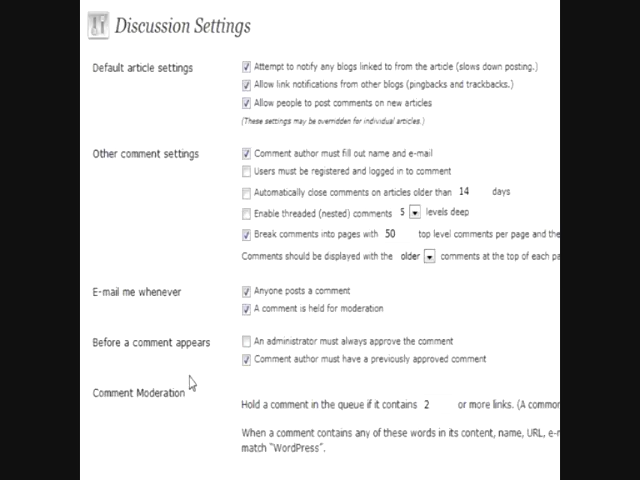 Discussion Settings
Default article settings
Attempt to notify any blogs linked to from the article (slows down posting.)
Allow link notifications from other blogs (pingbacks and trackbacks.)
Allow people to post comments on new articles
(These settings may be overridden for individual articles.)
Other comment settings
Comment author must fill out name and e-mail
Users must be registered and logged in to comment
Automatically close comments on articles older than 14 days
Enable threaded (nested) comments 5 levels deep
Break comments into pages with 50 top level comments per page and the
Comments should be displayed with the older comments at the top of each pa
E-mail me whenever
Anyone posts a comment
A comment is held for moderation
Before a comment appears
An administrator must always approve the comment
Comment author must have a previously approved comment
Comment Moderation
Hold a comment in the queue if it contains 2 or more links. (A common
When a comment contains any of these words in its content, name, URL, e-
match "WordPress".